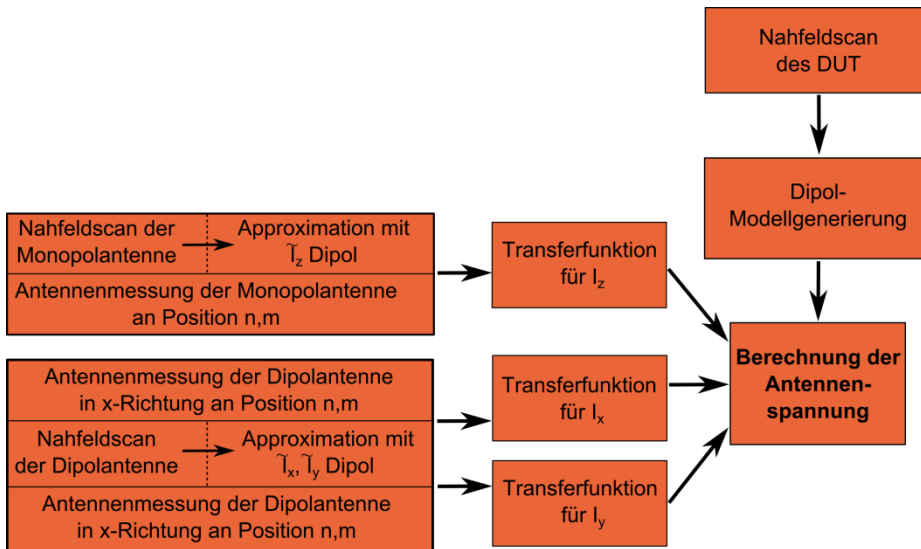 Nahfeldscan
des DUT
Dipol-
Modellgenerierung
Nahfeldscan der
Monopolantenne
Approximation mit
Ĩz Dipol
Antennenmessung der Monopolantenne
an Position n,m
Transferfunktion
für Iz
Antennenmessung der Dipolantenne
in x-Richtung an Position n,m
Nahfeldscan
der Dipolantenne
Approximation mit
Ĩx, Ĩy Dipol
Antennenmessung der Dipolantenne
in x-Richtung an Position n,m
Transferfunktion
für Ix
Transferfunktion
für Iy
Berechnung der
Antennen-
spannung